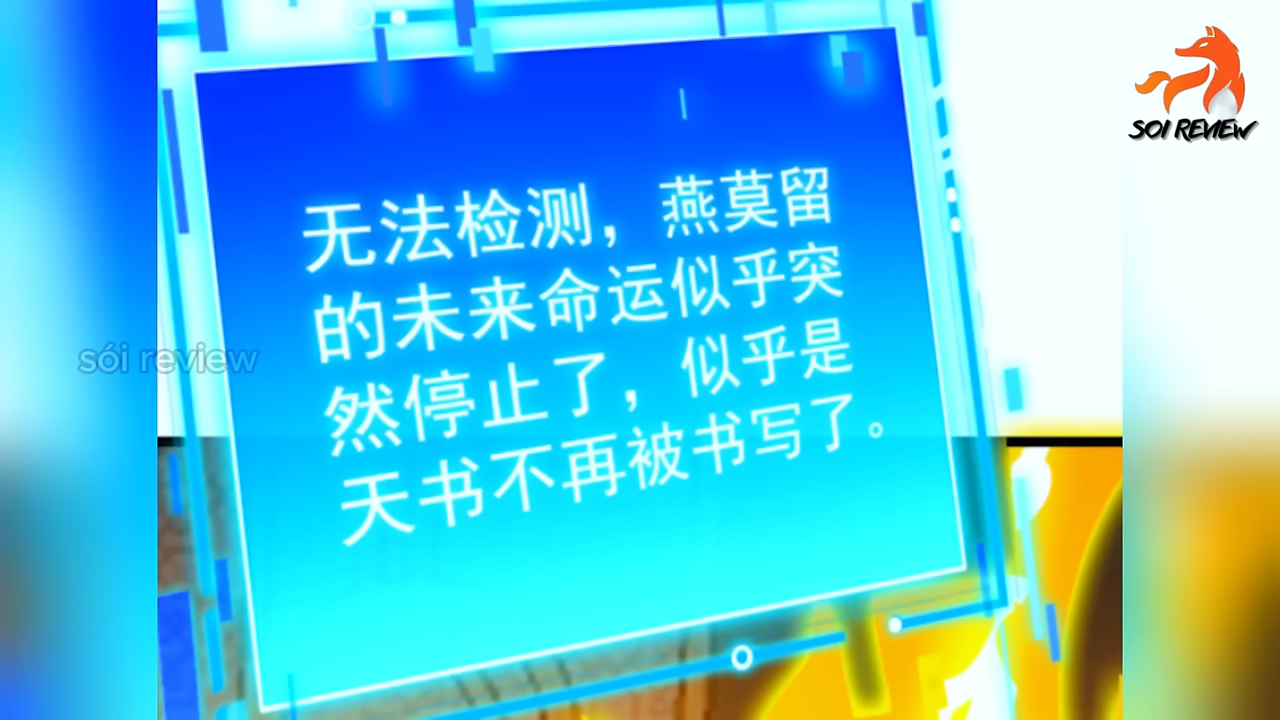 SOI REVIEW
无法检测，燕莫留
的未来命运似乎突
然停止了，似乎是
天书不再被书写了。
sói review